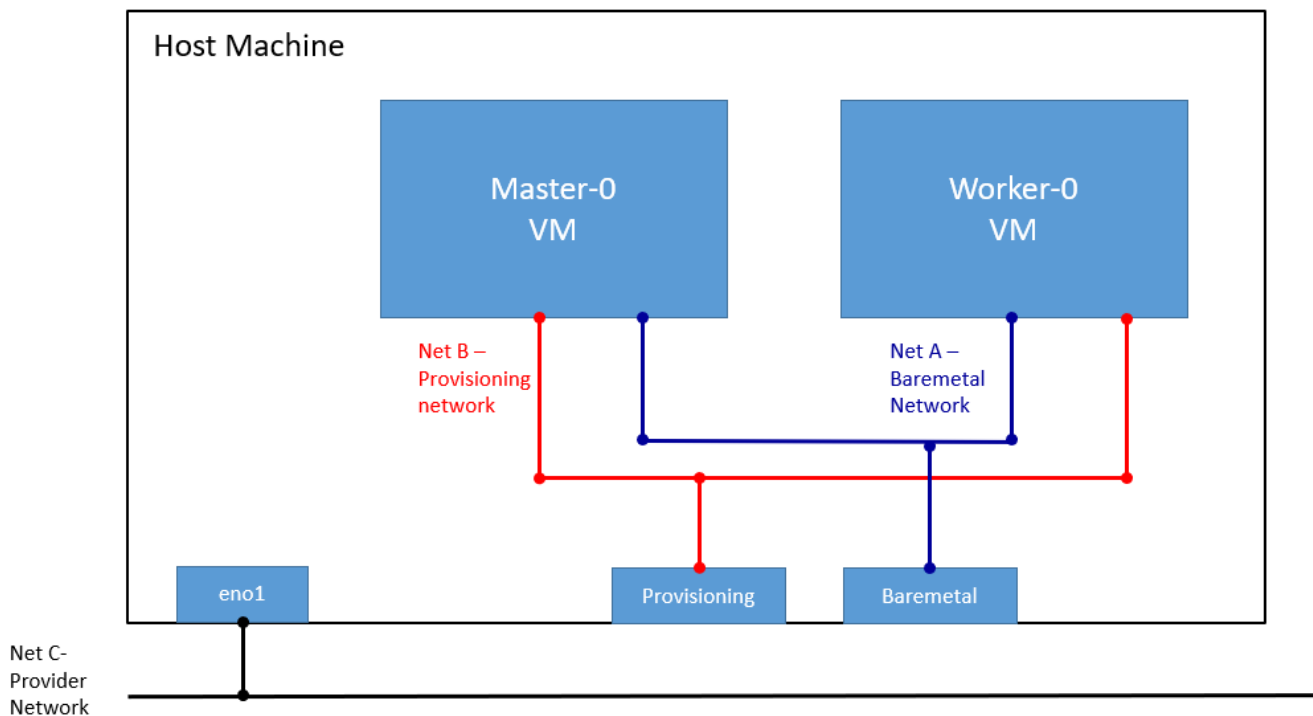 Host Machine
Master-0
VM
Worker-0
VM
Net B –
Provisioning
network
Net A –
Baremetal
Network
eno1
Provisioning
Baremetal
Net C-
Provider
Network